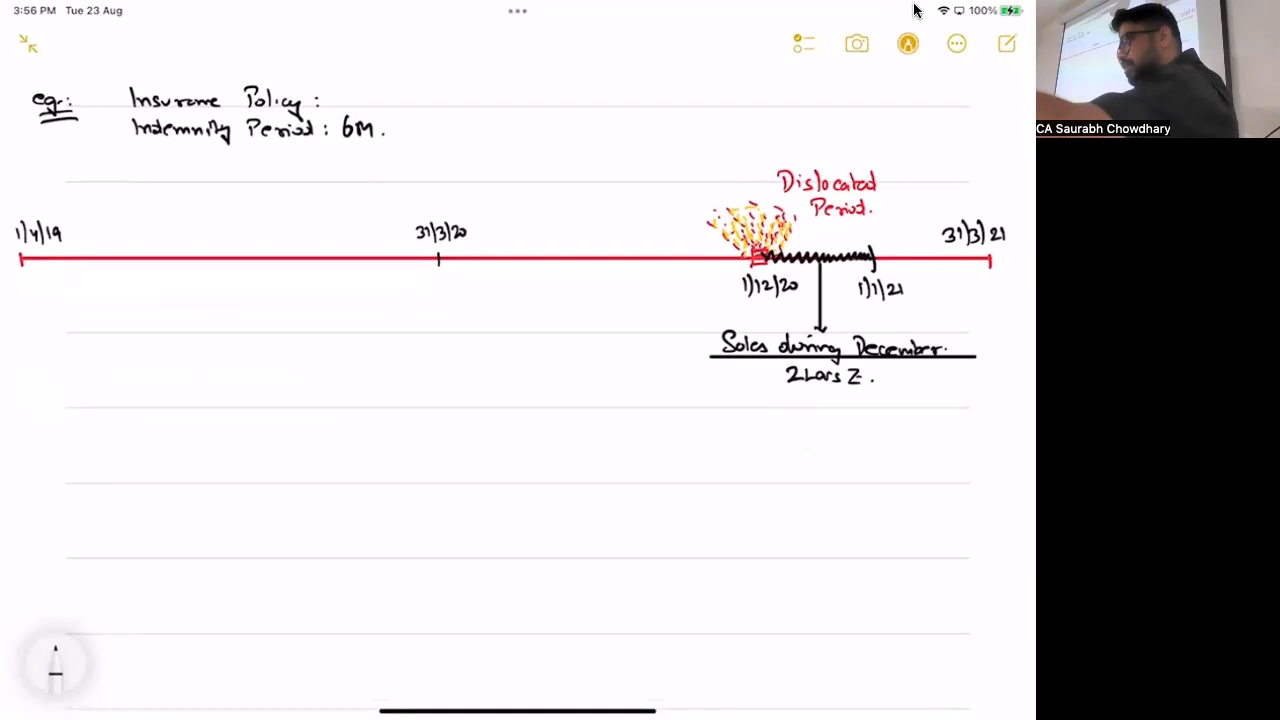 3:56 PM Tue 23 Aug
100%
CA Saurabh Chowdhary
eg:. Insurance Policy :
Indemnity Period : 6M.
Dislocated
Period.
1/4/19 31/3/20 31/3/21
1/12/20 1/1/21
Sales during December.